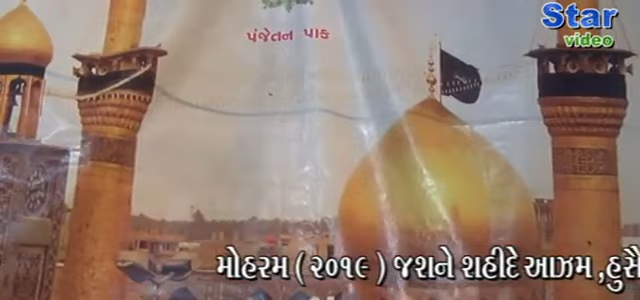 Star
video
પંજેતન પાક
મોહરમ ( ૨૦૧૯ ) જશને શહીદે આઝમ ,હુસૈ